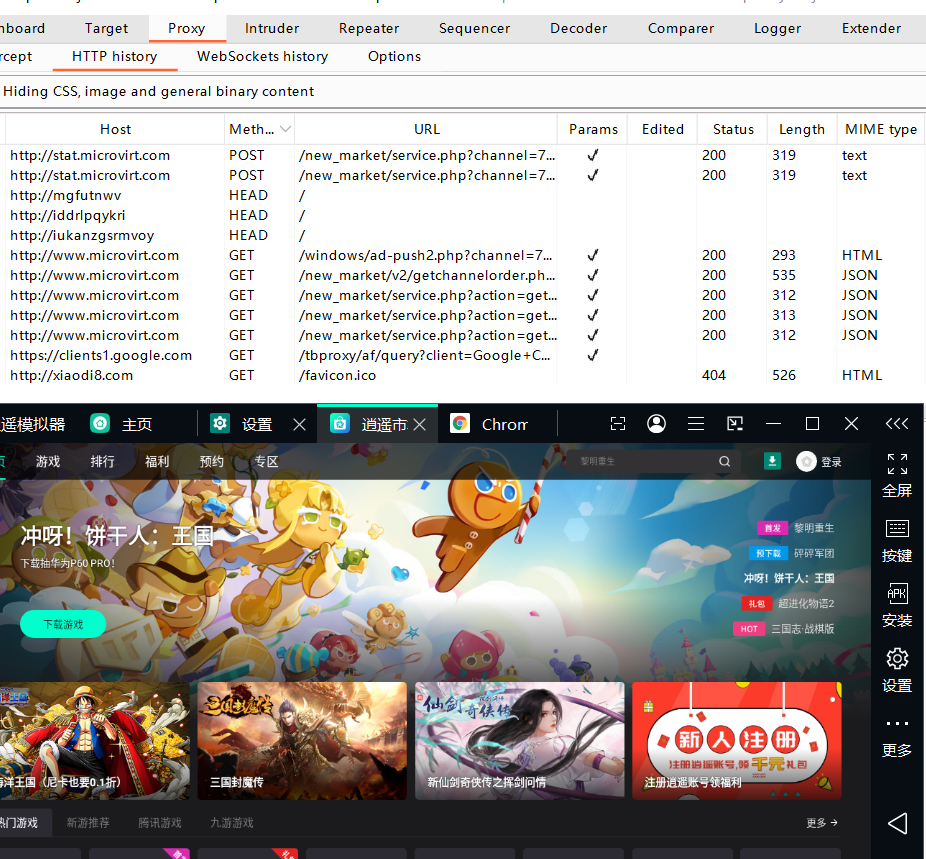 hboard Target Proxy Intruder Repeater Sequencer Decoder Comparer Logger Extender
rcept HTTP history WebSockets history Options
Hiding CSS, image and general binary content
Host Meth... URL Params Edited Status Length MIME type
http://stat.microvirt.com POST /new_market/service.php?channel=7... ✓ 200 319 text
http://stat.microvirt.com POST /new_market/service.php?channel=7... ✓ 200 319 text
http://mgfutnwv HEAD /
http://iddrlpqykri HEAD /
http://iukanzgsrmvoy HEAD /
http://www.microvirt.com GET /windows/ad-push2.php?channel=7... ✓ 200 293 HTML
http://www.microvirt.com GET /new_market/v2/getchannelorder.ph... ✓ 200 535 JSON
http://www.microvirt.com GET /new_market/service.php?action=get... ✓ 200 312 JSON
http://www.microvirt.com GET /new_market/service.php?action=get... ✓ 200 313 JSON
http://www.microvirt.com GET /new_market/service.php?action=get... ✓ 200 312 JSON
https://clients1.google.com GET /tbproxy/af/query?client=Google+C... ✓
http://xiaodi8.com GET /favicon.ico 404 526 HTML
遥模拟器 主页 设置 逍遥市 Chrom
页 游戏 排行 福利 预约 专区 黎明重生 登录
全屏
冲呀！饼干人：王国
下载抽华为P60 PRO！
首发 黎明重生
预下载 碎碎军团
按键
冲呀！饼干人：王国
礼包 超进化物语2
下载游戏
HOT 三国志·战棋版
APK
安装
设置
三国封魔传
仙剑奇侠传
新人注册
注册逍遥账号,领千元礼包
海洋王国（尼卡也要0.1折） 三国封魔传 新仙剑奇侠传之挥剑问情 注册逍遥账号领福利
更多
热门游戏 新游推荐 腾讯游戏 九游游戏 更多